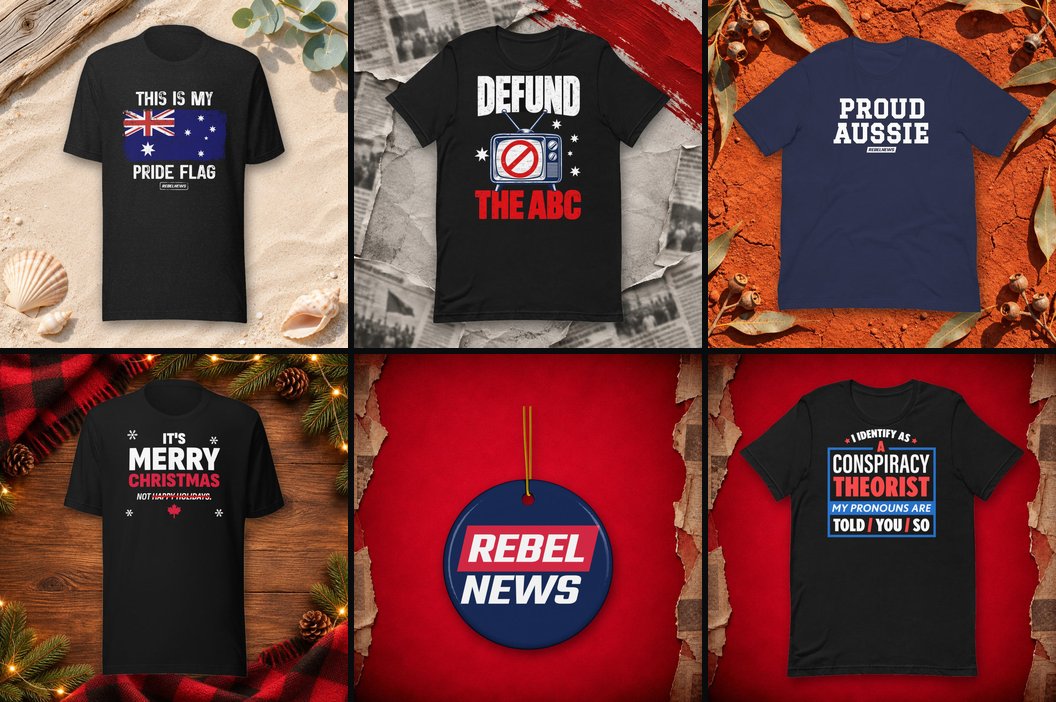 THIS IS MY
PRIDE FLAG
REBELNEWS
DEFUND
THE ABC
PROUD
AUSSIE
REBELNEWS
IT'S
MERRY
CHRISTMAS
NOT HAPPY HOLIDAYS.
REBEL
NEWS
I IDENTIFY AS
A
CONSPIRACY
THEORIST
MY PRONOUNS ARE
TOLD / YOU / SO